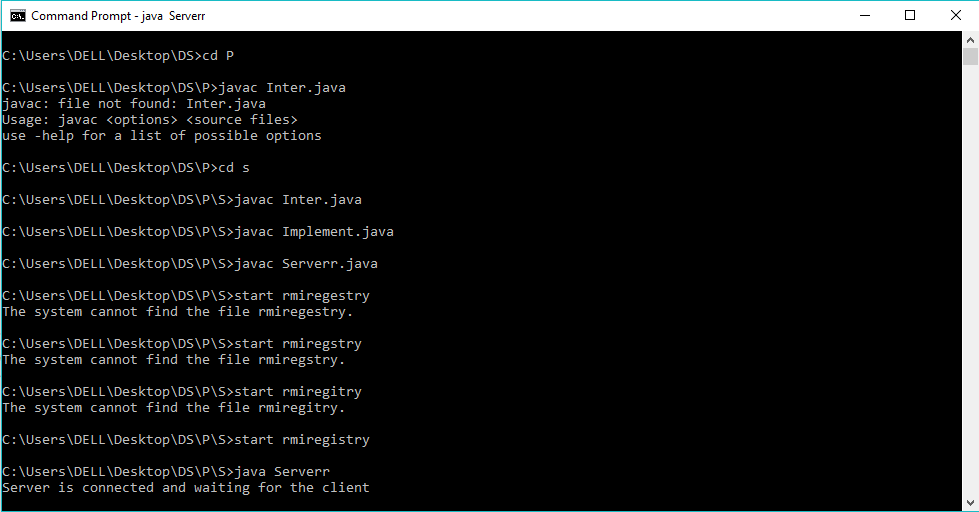 Command Prompt - java  Serverr
C:\Users\DELL\Desktop\DS>cd P
C:\Users\DELL\Desktop\DS\P>javac Inter.java
javac: file not found: Inter.java
Usage: javac <options> <source files>
use -help for a list of possible options
C:\Users\DELL\Desktop\DS\P>cd s
C:\Users\DELL\Desktop\DS\P\S>javac Inter.java
C:\Users\DELL\Desktop\DS\P\S>javac Implement.java
C:\Users\DELL\Desktop\DS\P\S>javac Serverr.java
C:\Users\DELL\Desktop\DS\P\S>start rmiregestry
The system cannot find the file rmiregestry.
C:\Users\DELL\Desktop\DS\P\S>start rmiregstry
The system cannot find the file rmiregstry.
C:\Users\DELL\Desktop\DS\P\S>start rmiregitry
The system cannot find the file rmiregitry.
C:\Users\DELL\Desktop\DS\P\S>start rmiregistry
C:\Users\DELL\Desktop\DS\P\S>java Serverr
Server is connected and waiting for the client